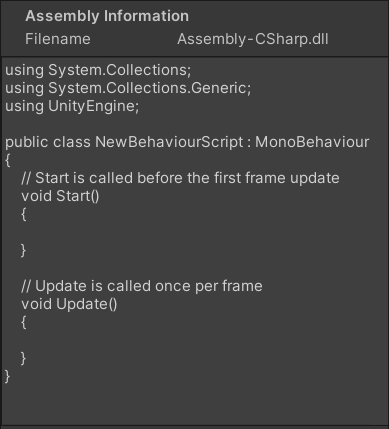 Assembly Information
Filename Assembly-CSharp.dll
using System.Collections;
using System.Collections.Generic;
using UnityEngine;
public class NewBehaviourScript : MonoBehaviour
{
// Start is called before the first frame update
void Start()
{
}
// Update is called once per frame
void Update()
{
}
}